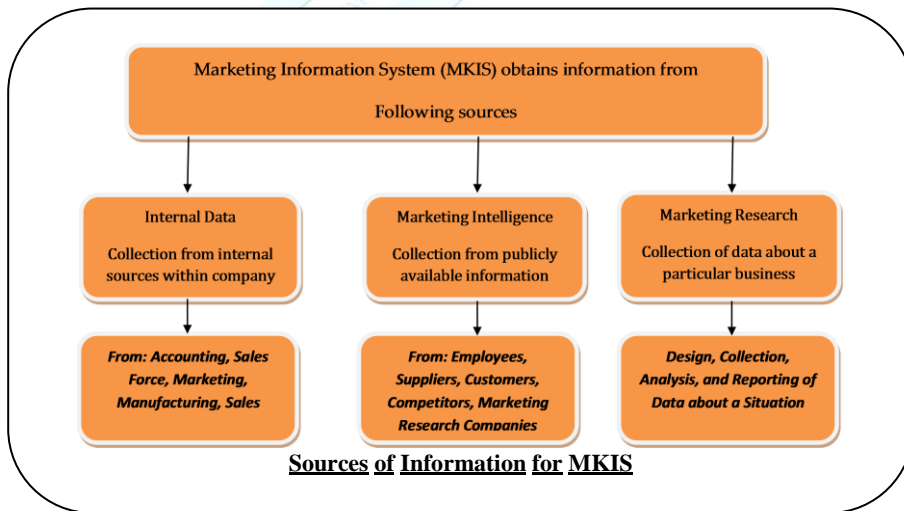 Marketing Information System (MKIS) obtains information from
Following sources
Internal Data
Collection from internal
sources within company
Marketing Intelligence
Collection from publicly
available information
Marketing Research
Collection of data about a
particular business
From: Accounting, Sales
Force, Marketing,
Manufacturing, Sales
From: Employees,
Suppliers, Customers,
Competitors, Marketing
Research Companies
Design, Collection,
Analysis, and Reporting of
Data about a Situation
Sources of Information for MKIS